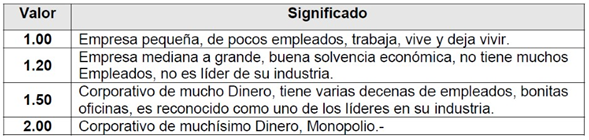 Valor Significado
1.00 Empresa pequeña, de pocos empleados, trabaja, vive y deja vivir.
1.20 Empresa mediana a grande, buena solvencia económica, no tiene muchos
Empleados, no es líder de su industria.
1.50 Corporativo de mucho Dinero, tiene varias decenas de empleados, bonitas
oficinas, es reconocido como uno de los líderes en su industria.
2.00 Corporativo de muchísimo Dinero, Monopolio.-